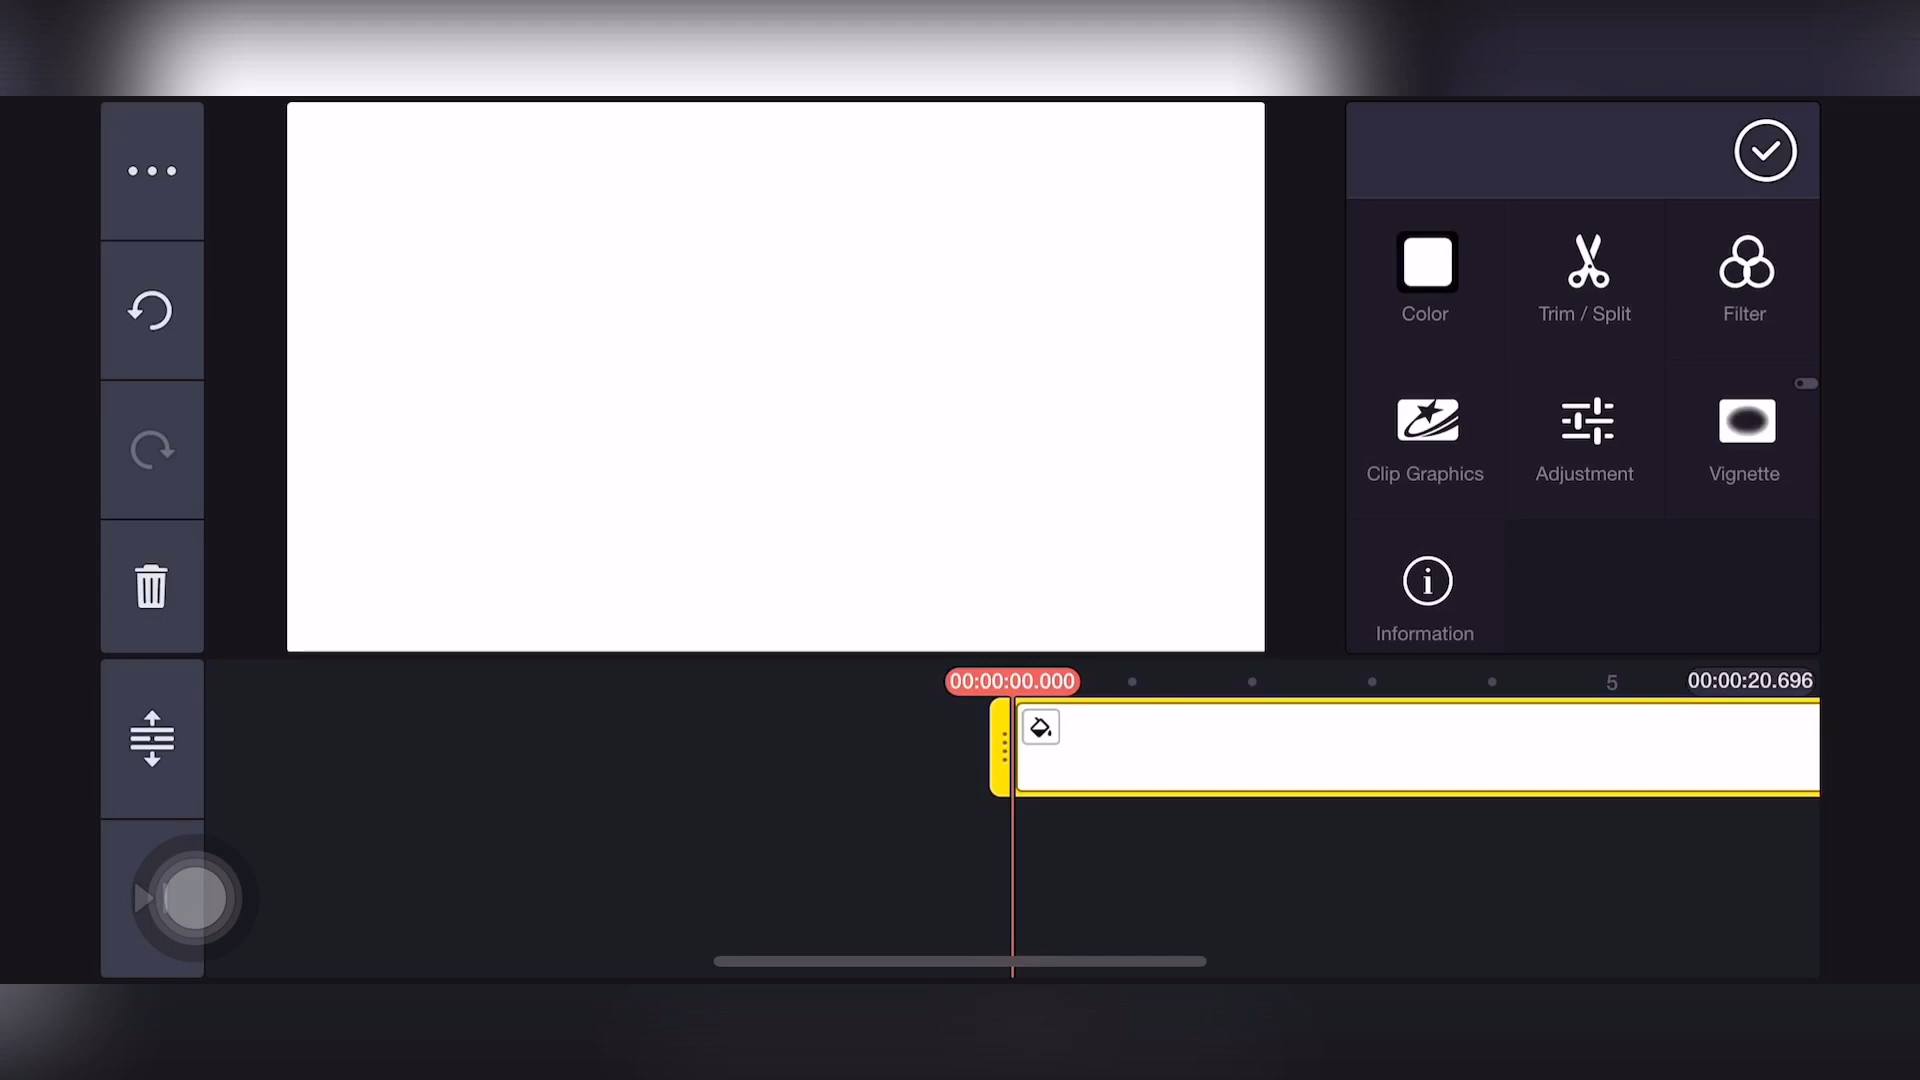 Color
Trim / Split
Filter
Clip Graphics
Adjustment
Vignette
Information
00:00:00.000
5
00:00:20.696